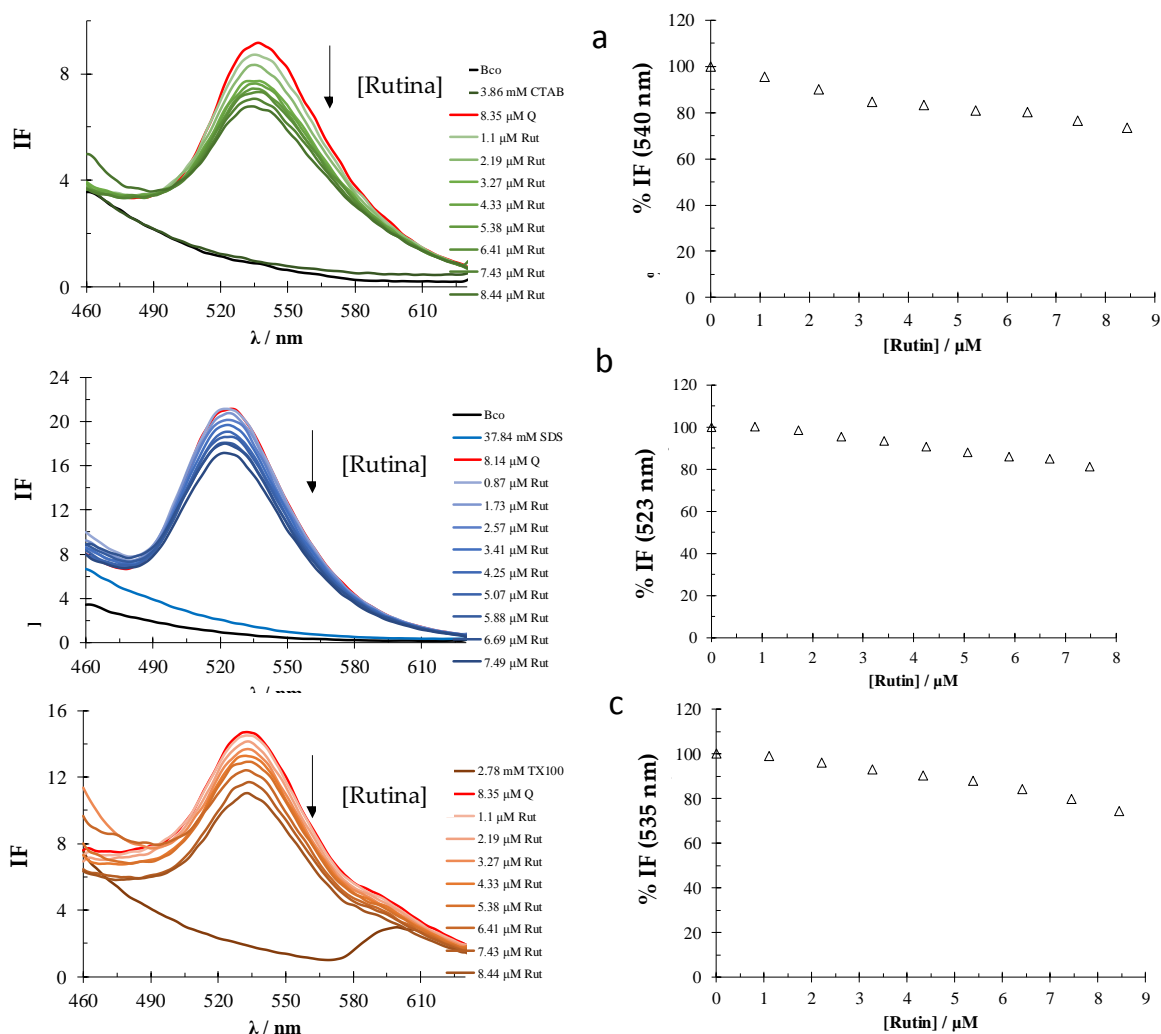 a
8
4
0
IF
460 490 520 550 580 610
λ / nm
[Rutina]
Bco
3.86 mM CTAB
8.35 µM Q
1.1 µM Rut
2.19 µM Rut
3.27 µM Rut
4.33 µM Rut
5.38 µM Rut
6.41 µM Rut
7.43 µM Rut
8.44 µM Rut
120
100
80
60
40
20
0
% IF (540 nm)
0 1 2 3 4 5 6 7 8 9
[Rutin] / µM
b
24
20
16
12
8
4
0
IF
460 490 520 550 580 610
λ / nm
[Rutina]
Bco
37.84 mM SDS
8.14 µM Q
0.87 µM Rut
1.73 µM Rut
2.57 µM Rut
3.41 µM Rut
4.25 µM Rut
5.07 µM Rut
5.88 µM Rut
6.69 µM Rut
7.49 µM Rut
120
100
80
60
40
20
0
% IF (523 nm)
0 1 2 3 4 5 6 7 8
[Rutin] / µM
c
16
12
8
4
0
IF
460 490 520 550 580 610
λ / nm
[Rutina]
2.78 mM TX100
8.35 µM Q
1.1 µM Rut
2.19 µM Rut
3.27 µM Rut
4.33 µM Rut
5.38 µM Rut
6.41 µM Rut
7.43 µM Rut
8.44 µM Rut
120
100
80
60
40
20
0
% IF (535 nm)
0 1 2 3 4 5 6 7 8 9
[Rutin] / µM